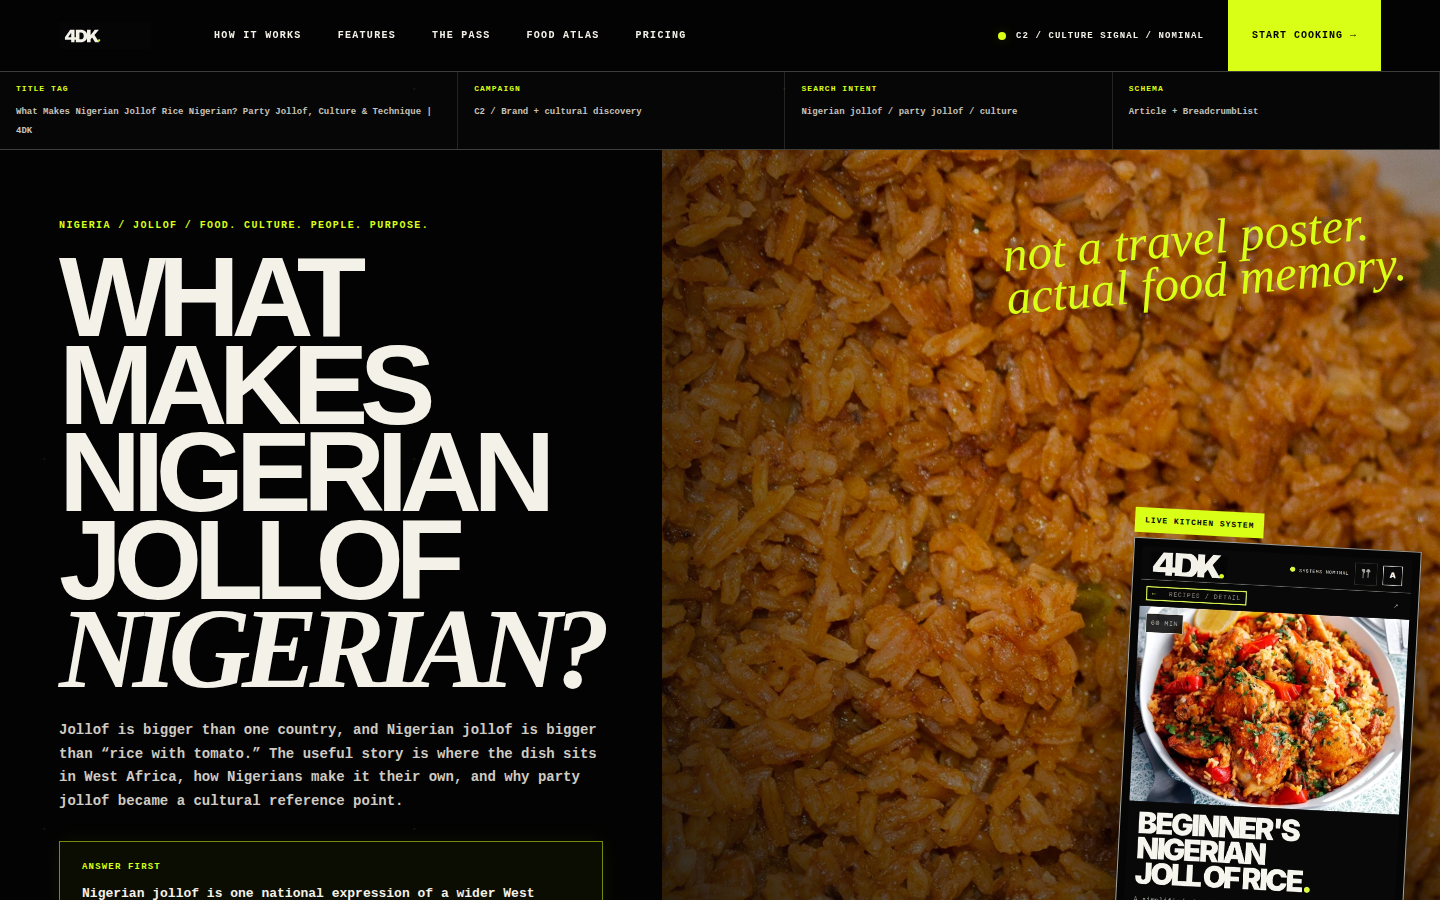 4DK.
HOW IT WORKS
FEATURES
THE PASS
FOOD ATLAS
PRICING
C2 / CULTURE SIGNAL / NOMINAL
START COOKING →
TITLE TAG
What Makes Nigerian Jollof Rice Nigerian? Party Jollof, Culture & Technique |
4DK
CAMPAIGN
C2 / Brand + cultural discovery
SEARCH INTENT
Nigerian jollof / party jollof / culture
SCHEMA
Article + BreadcrumbList
NIGERIA / JOLLOF / FOOD. CULTURE. PEOPLE. PURPOSE.
WHAT
MAKES
NIGERIAN
JOLLOF
NIGERIAN?
Jollof is bigger than one country, and Nigerian jollof is bigger
than “rice with tomato.” The useful story is where the dish sits
in West Africa, how Nigerians make it their own, and why party
jollof became a cultural reference point.
ANSWER FIRST
Nigerian jollof is one national expression of a wider West
not a travel poster.
actual food memory.
LIVE KITCHEN SYSTEM
4DK.
SYSTEMS NOMINAL
A
← RECIPES / DETAIL
↗
60 MIN
BEGINNER'S
NIGERIAN
JOLLOF RICE.